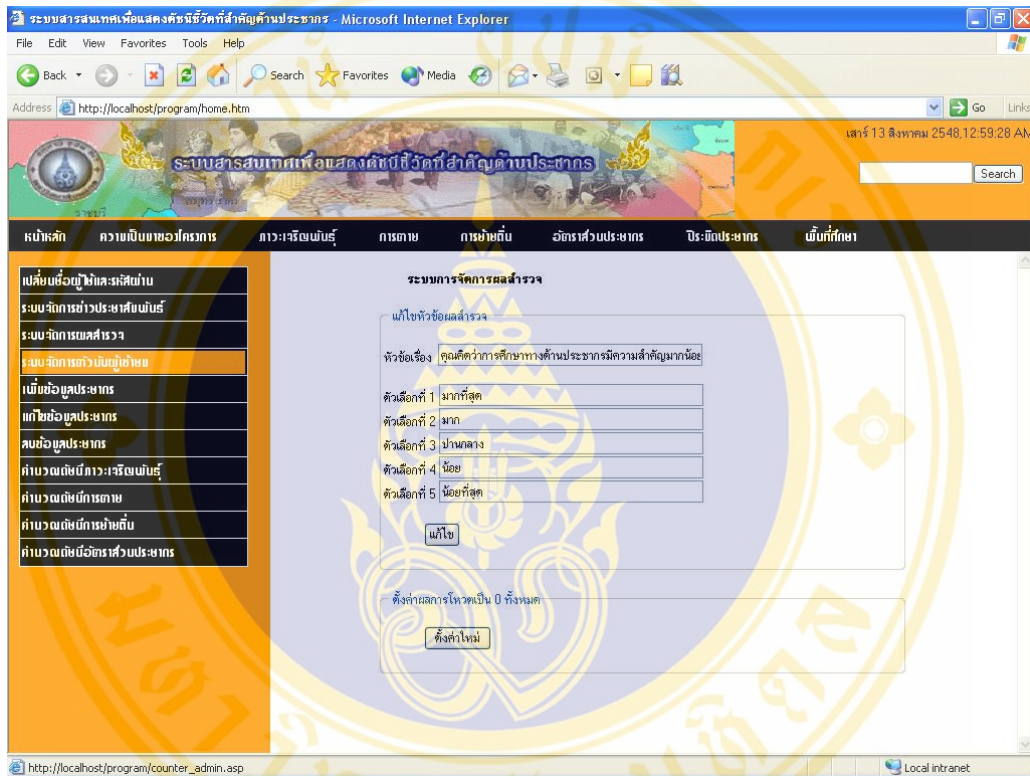 ระบบสารสนเทศเพื่อแสดงดัชนีชี้วัดที่สำคัญด้านประชากร - Microsoft Internet Explorer
File Edit View Favorites Tools Help
Back Search Favorites Media
Address http://localhost/program/home.htm Go Links
เสาร์ 13 สิงหาคม 2548,12:59:28 AM
ระบบสารสนเทศเพื่อแสดงดัชนีชี้วัดที่สำคัญด้านประชากร
Search
ราชบุรี
หน้าหลัก ความเป็นมาของโครงการ ภาวะเจริญพันธุ์ การตาย การย้ายถิ่น อัตราส่วนประชากร ปิระมิดประชากร พื้นที่ศึกษา
เปลี่ยนชื่อผู้ใช้และรหัสผ่าน
ระบบจัดการข่าวประชาสัมพันธ์
ระบบจัดการผลสำรวจ
ระบบจัดการตัวนับผู้เข้าชม
เพิ่มข้อมูลประชากร
แก้ไขข้อมูลประชากร
ลบข้อมูลประชากร
คำนวณดัชนีภาวะเจริญพันธุ์
คำนวณดัชนีการตาย
คำนวณดัชนีการย้ายถิ่น
คำนวณดัชนีอัตราส่วนประชากร
ระบบการจัดการผลสำรวจ
แก้ไขหัวข้อผลสำรวจ
หัวข้อเรื่อง คุณคิดว่าการศึกษาทางด้านประชากรมีความสำคัญมากน้อย
ตัวเลือกที่ 1 มากที่สุด
ตัวเลือกที่ 2 มาก
ตัวเลือกที่ 3 ปานกลาง
ตัวเลือกที่ 4 น้อย
ตัวเลือกที่ 5 น้อยที่สุด
แก้ไข
ตั้งค่าผลการโหวตเป็น 0 ทั้งหมด
ตั้งค่าใหม่
http://localhost/program/counter_admin.asp Local intranet